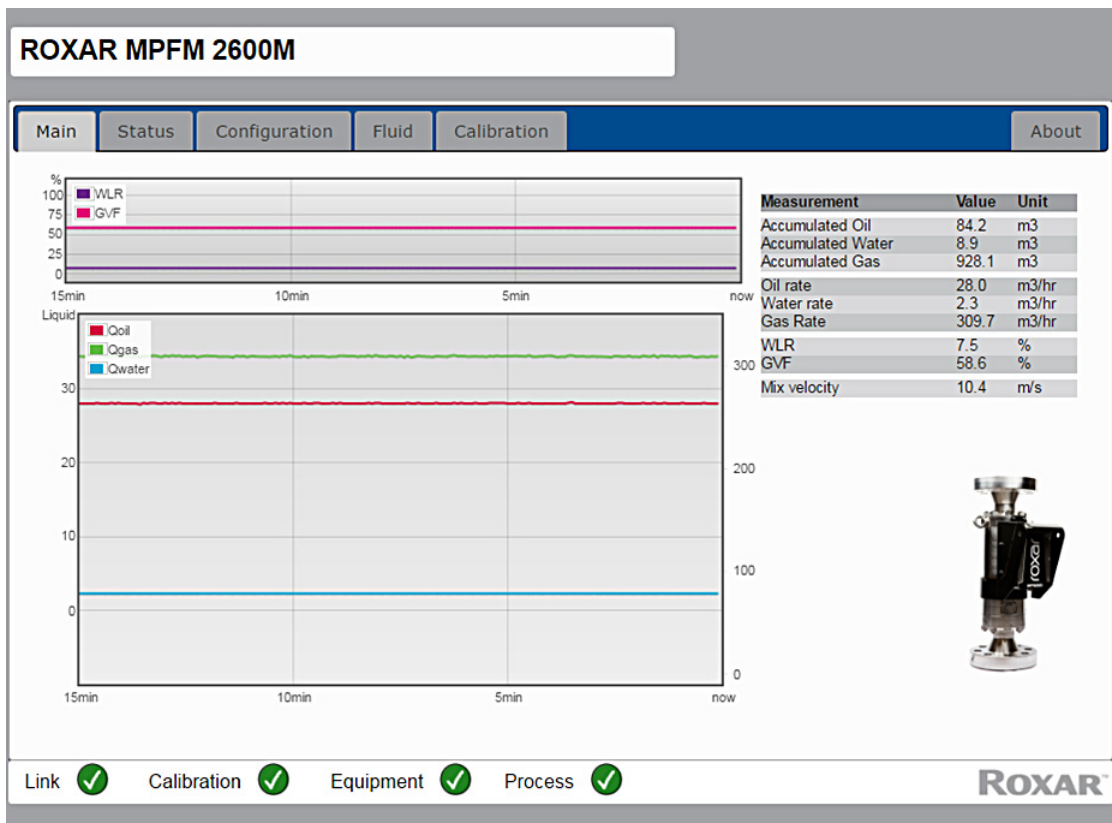 ROXAR MPFM 2600M
Main Status Configuration Fluid Calibration About
%
100
75
50
25
0
WLR
GVF
15min 10min 5min now
Liquid
Qoil
Qgas
Qwater
30
20
10
0
300
200
100
0
15min 10min 5min now
Measurement Value Unit
Accumulated Oil 84.2 m3
Accumulated Water 8.9 m3
Accumulated Gas 928.1 m3
Oil rate 28.0 m3/hr
Water rate 2.3 m3/hr
Gas Rate 309.7 m3/hr
WLR 7.5 %
GVF 58.6 %
Mix velocity 10.4 m/s
roxar
Link Calibration Equipment Process
ROXAR